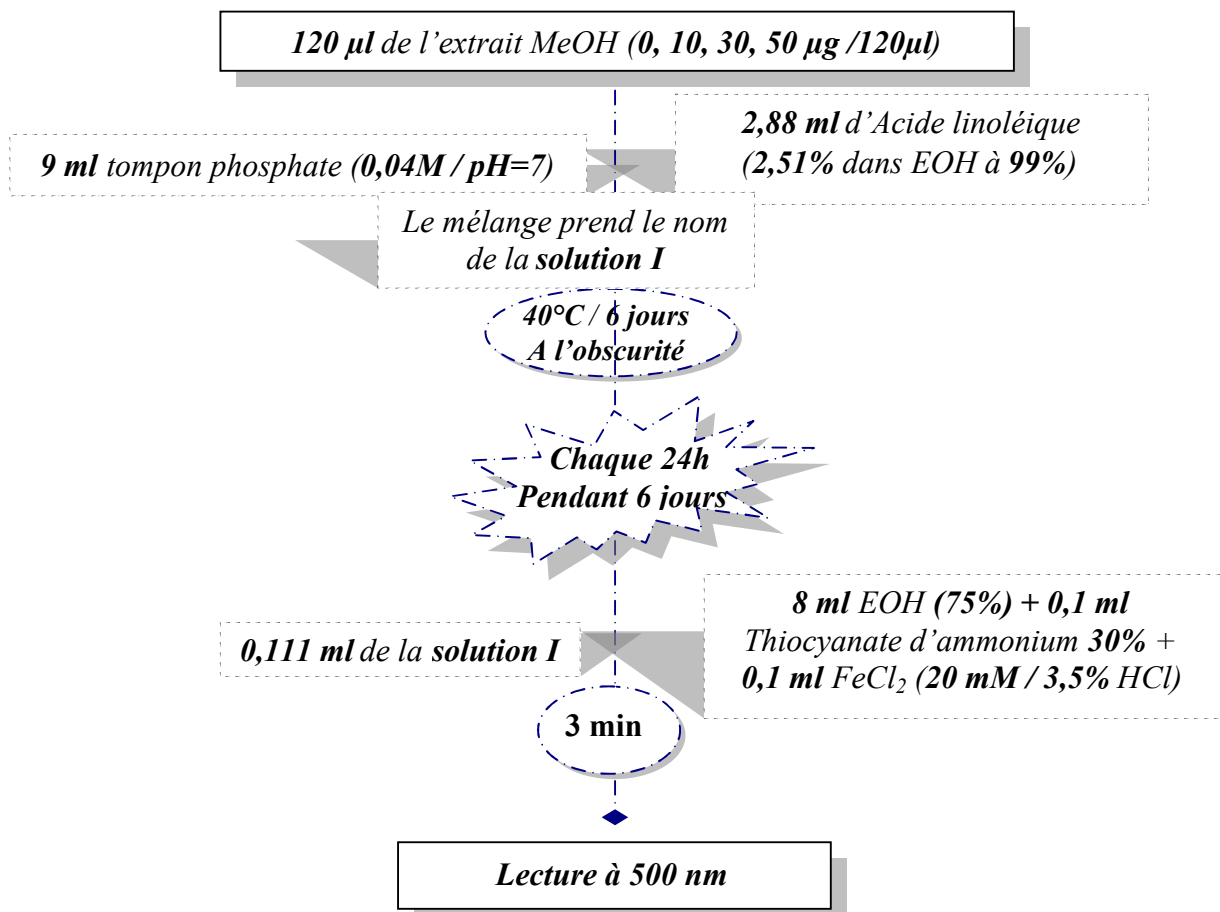 120 µl de l'extrait MeOH (0, 10, 30, 50 µg /120µl)
2,88 ml d'Acide linoléique
(2,51% dans EOH à 99%)
9 ml tompon phosphate (0,04M / pH=7)
Le mélange prend le nom
de la solution I
40°C / 6 jours
A l'obscurité
Chaque 24h
Pendant 6 jours
8 ml EOH (75%) + 0,1 ml
Thiocyanate d'ammonium 30% +
0,1 ml FeCl₂ (20 mM / 3,5% HCl)
0,111 ml de la solution I
3 min
Lecture à 500 nm